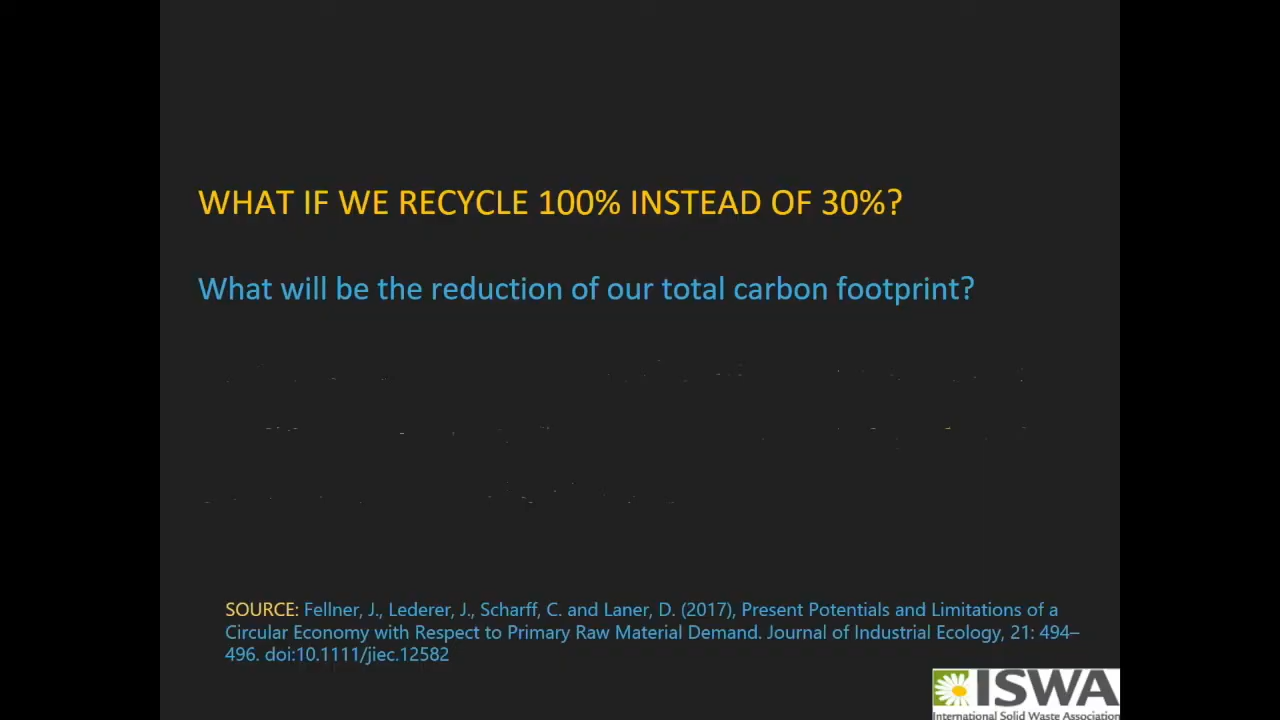 WHAT IF WE RECYCLE 100% INSTEAD OF 30%?
What will be the reduction of our total carbon footprint?
SOURCE: Fellner, J., Lederer, J., Scharff, C. and Laner, D. (2017), Present Potentials and Limitations of a
Circular Economy with Respect to Primary Raw Material Demand. Journal of Industrial Ecology, 21: 494–
496. doi:10.1111/jiec.12582
ISWA
International Solid Waste Association